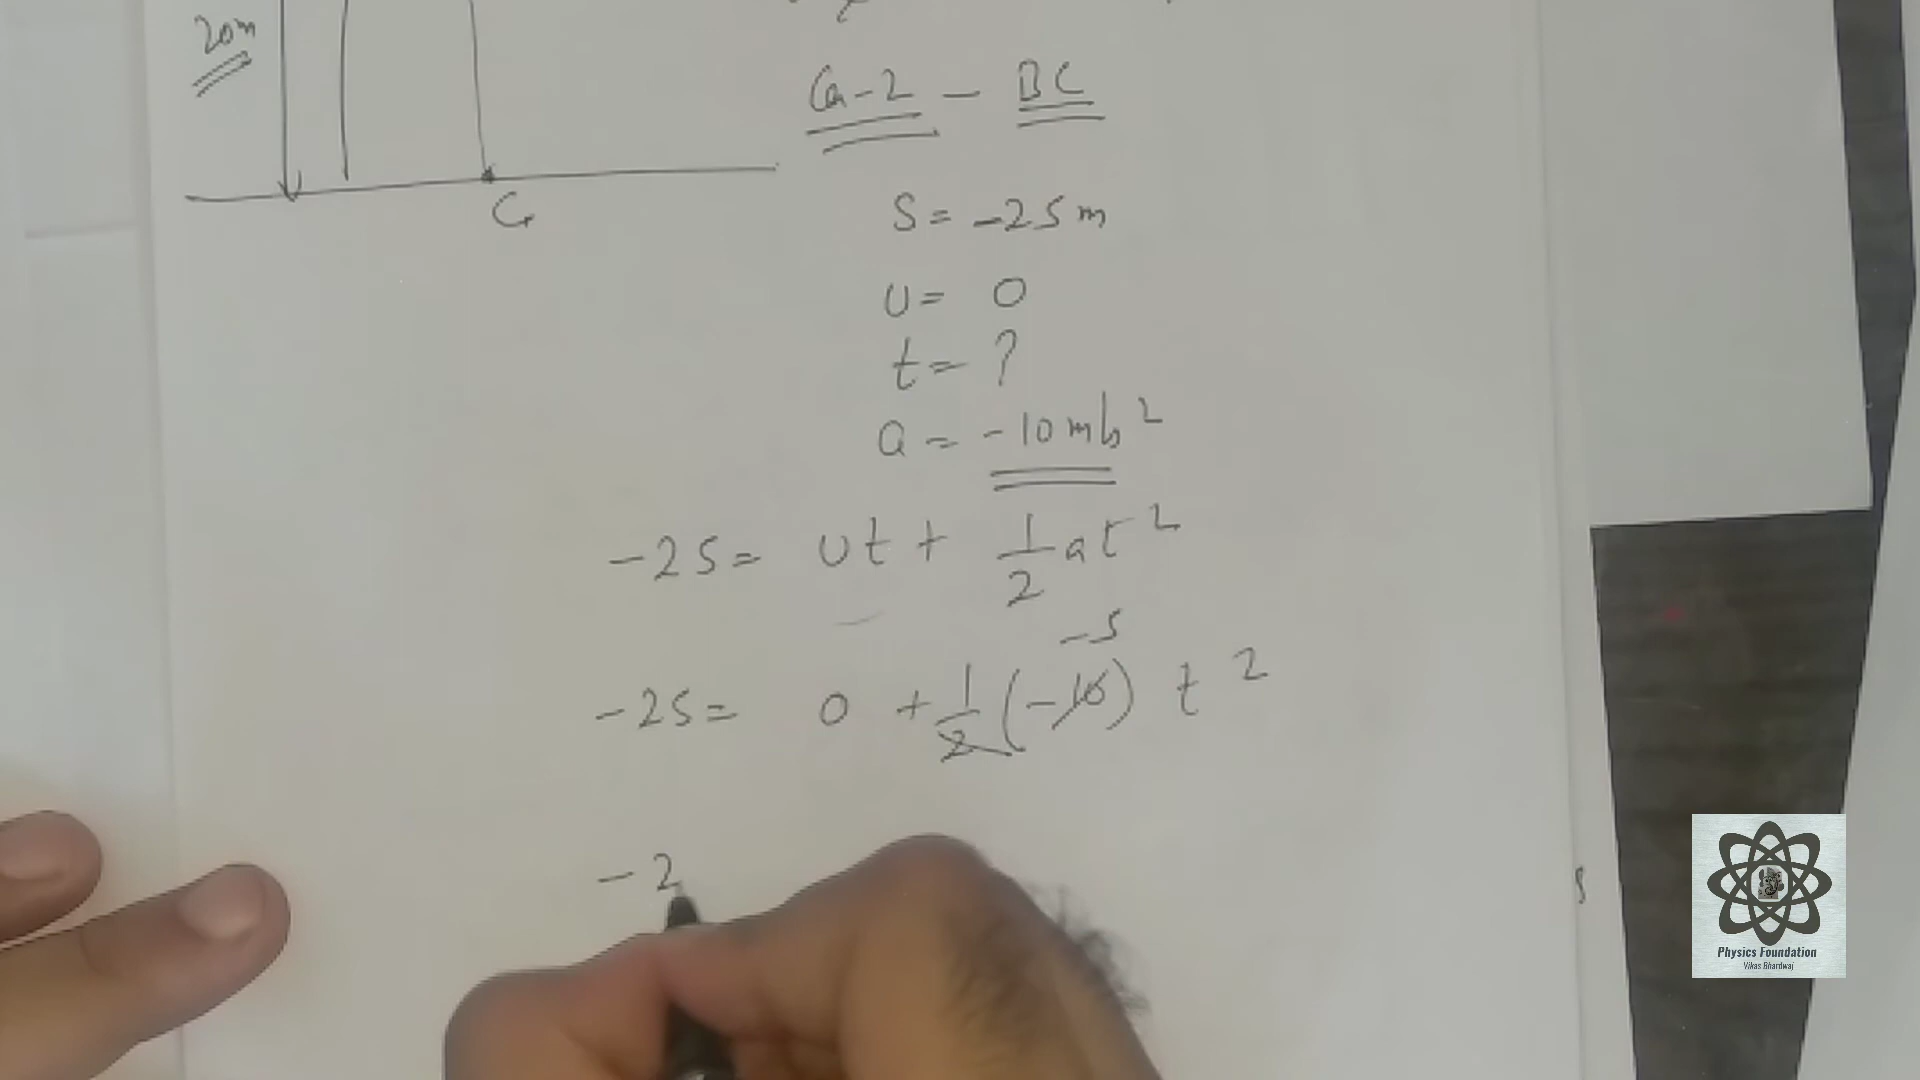 20m
Ca-2 - BC
C
S = -25 m
U = 0
t = ?
a = -10 m/s²
-25 = ut + 1/2 at²
-5
-25 = 0 + 1/2 (-10) t²
-2
Physics Foundation
Vikas Bhardwaj